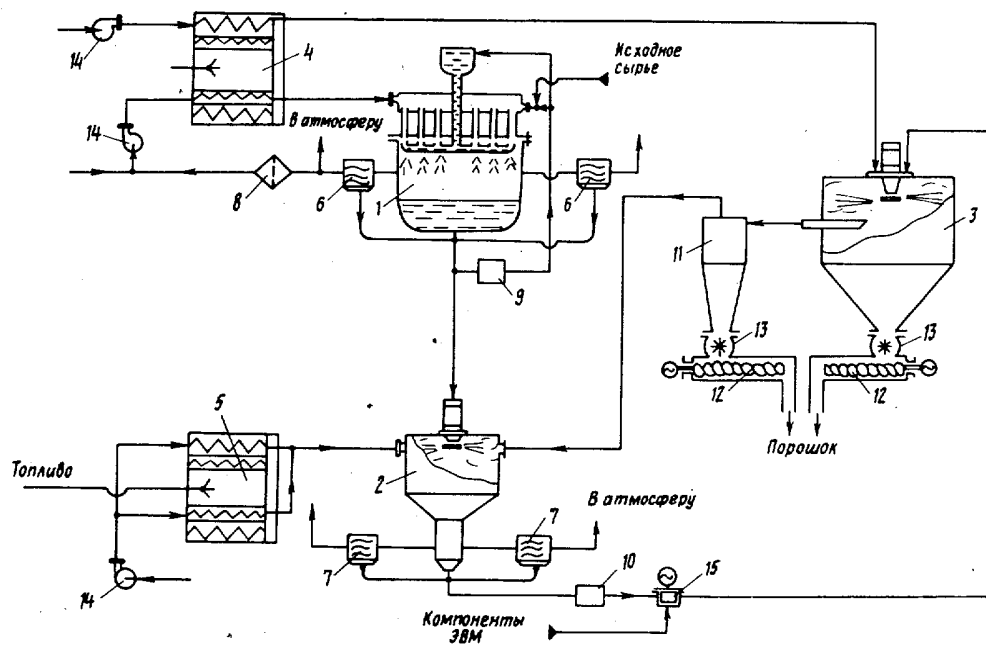 14
4
Исходное
сырье
В атмосферу
14
8
6
1
6
9
11
3
13
13
12
12
Порошок
5
Топливо
2
В атмосферу
7
7
14
10
15
Компоненты
ЗВМ